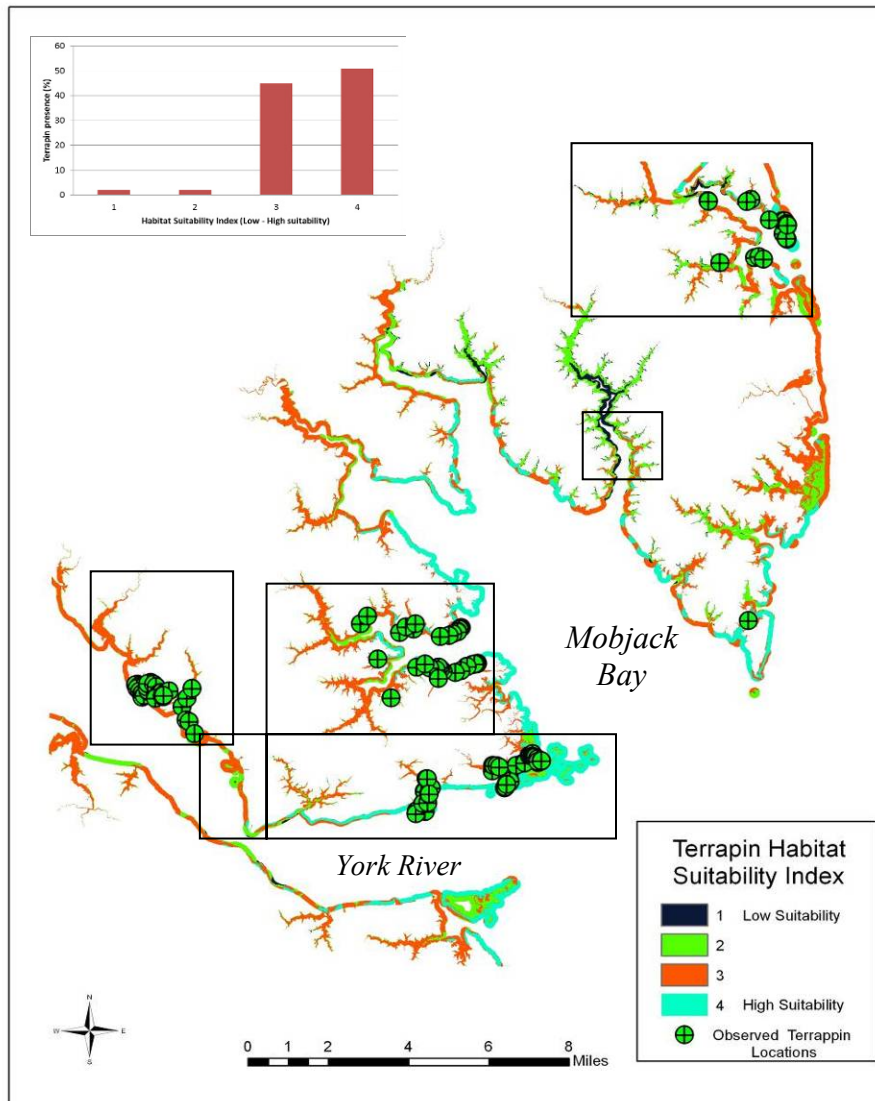 60
50
40
30
20
10
0
Terrapin presence (%)
1 2 3 4
Habitat Suitability Index (Low - High suitability)
Mobjack
Bay
York River
Terrapin Habitat
Suitability Index
1 Low Suitability
2
3
4 High Suitability
Observed Terrappin
Locations
N
W E
S
0 1 2 4 6 8
Miles